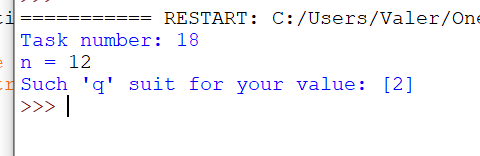 =========== RESTART: C:/Users/Valer/One
Task number: 18
n = 12
Such 'q' suit for your value: [2]
>>>